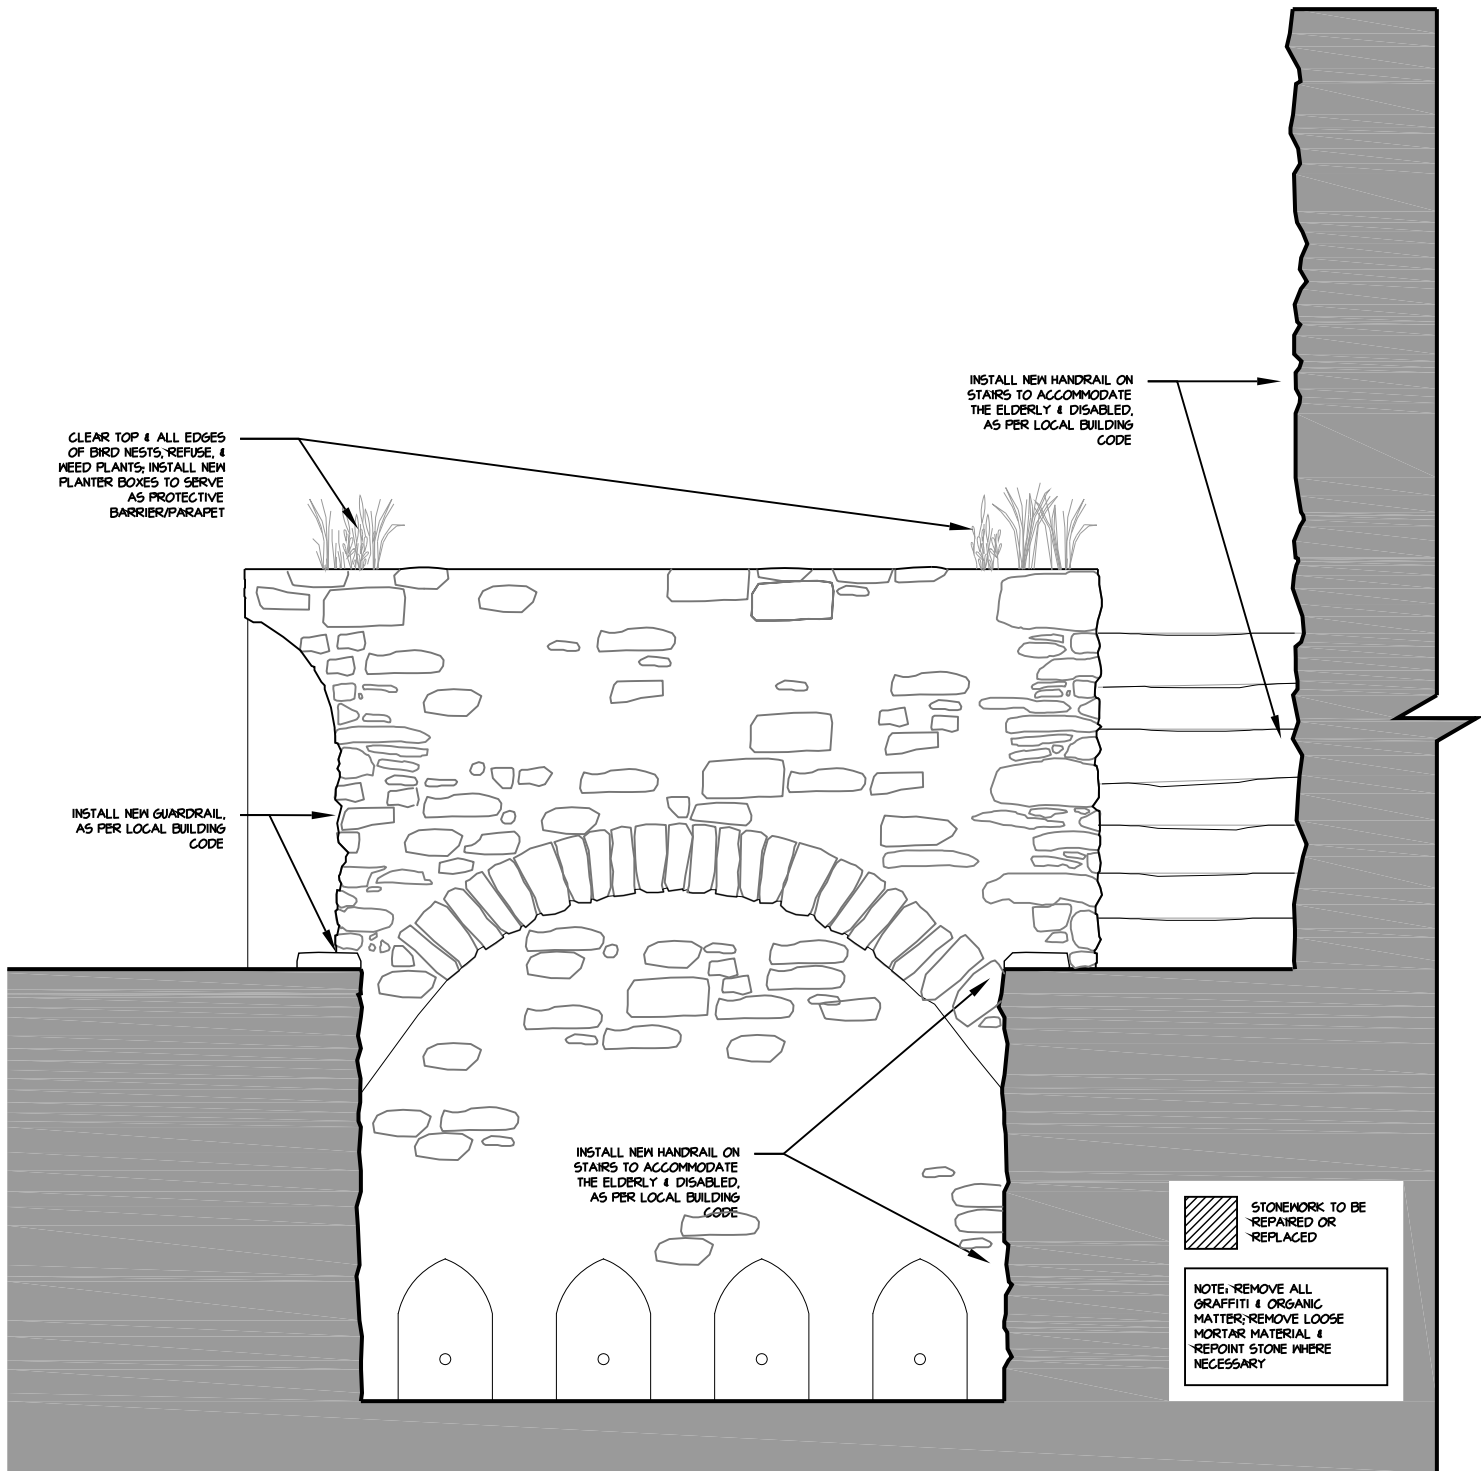 INSTALL NEW HANDRAIL ON
STAIRS TO ACCOMMODATE
THE ELDERLY & DISABLED,
AS PER LOCAL BUILDING
CODE
CLEAR TOP & ALL EDGES
OF BIRD NESTS, REFUSE, &
WEED PLANTS; INSTALL NEW
PLANTER BOXES TO SERVE
AS PROTECTIVE
BARRIER/PARAPET
INSTALL NEW GUARDRAIL,
AS PER LOCAL BUILDING
CODE
INSTALL NEW HANDRAIL ON
STAIRS TO ACCOMMODATE
THE ELDERLY & DISABLED,
AS PER LOCAL BUILDING
CODE
STONEWORK TO BE
REPAIRED OR
REPLACED
NOTE: REMOVE ALL
GRAFFITI & ORGANIC
MATTER; REMOVE LOOSE
MORTAR MATERIAL &
REPOINT STONE WHERE
NECESSARY